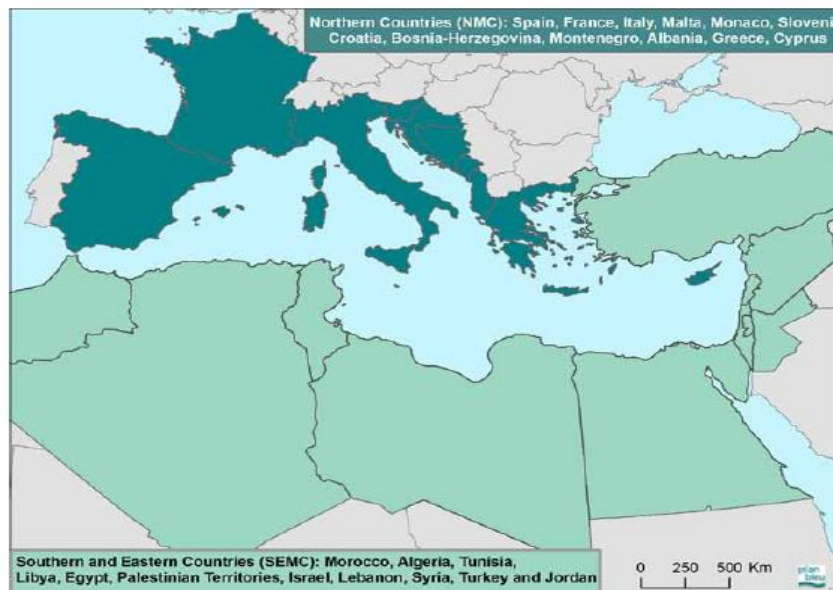 Northern Countries (NMC): Spain, France, Italy, Malta, Monaco, Sloveni
Croatia, Bosnia-Herzegovina, Montenegro, Albania, Greece, Cyprus
Southern and Eastern Countries (SEMC): Morocco, Algeria, Tunisia,
Libya, Egypt, Palestinian Territories, Israel, Lebanon, Syria, Turkey and Jordan
0 250 500 Km
plan
bleu